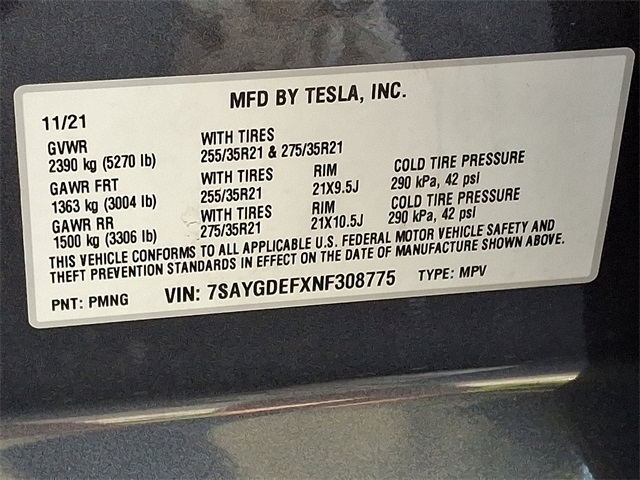 MFD BY TESLA, INC.
11/21
GVWR WITH TIRES
2390 kg (5270 lb) 255/35R21 & 275/35R21
GAWR FRT WITH TIRES RIM COLD TIRE PRESSURE
1363 kg (3004 lb) 255/35R21 21X9.5J 290 kPa, 42 psi
GAWR RR WITH TIRES RIM COLD TIRE PRESSURE
1500 kg (3306 lb) 275/35R21 21X10.5J 290 kPa, 42 psi
THIS VEHICLE CONFORMS TO ALL APPLICABLE U.S. FEDERAL MOTOR VEHICLE SAFETY AND
THEFT PREVENTION STANDARDS IN EFFECT ON THE DATE OF MANUFACTURE SHOWN ABOVE.
PNT: PMNG VIN: 7SAYGDEFXNF308775 TYPE: MPV